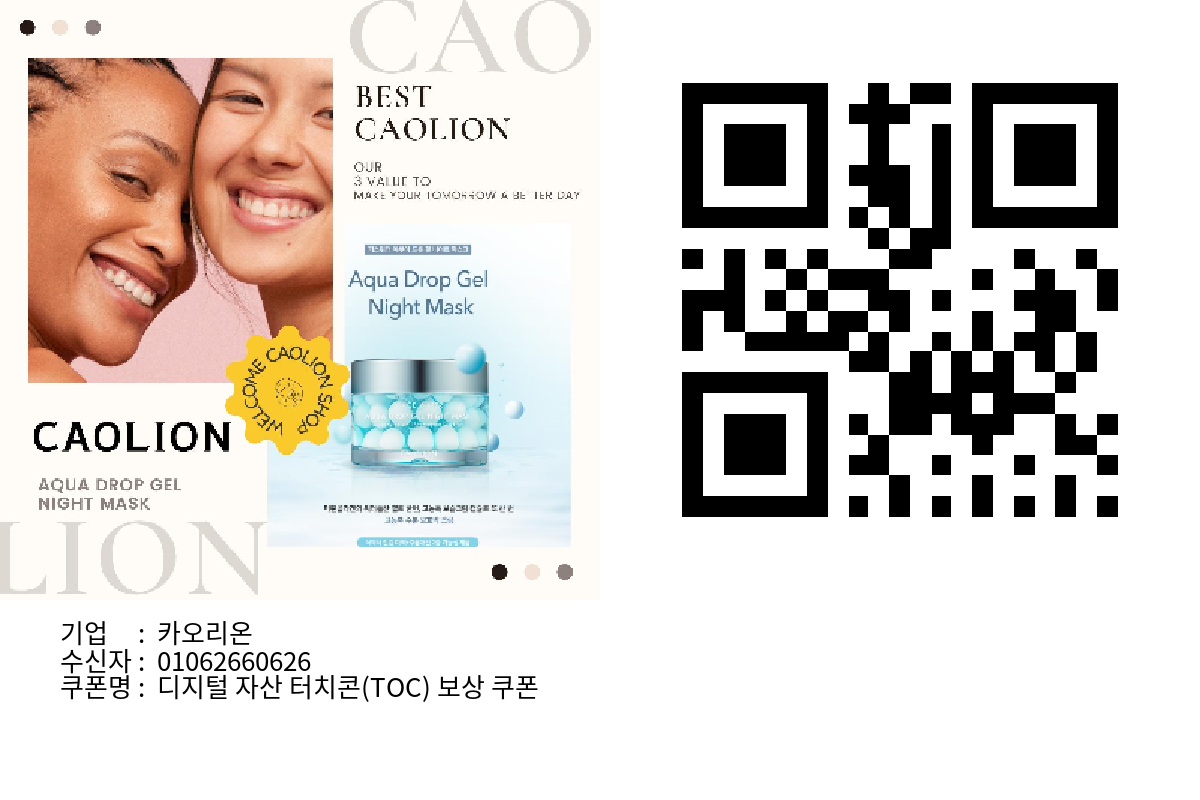 CAO
BEST
CAOLION
OUR
3 VALUE TO
MAKE YOUR TOMORROW A BETTER DAY
Aqua Drop Gel
Night Mask
WELCOME CAOLION SHOP
CAOLION
AQUA DROP GEL
NIGHT MASK
LION
기업 : 카오리온
수신자 : 01062660626
쿠폰명 : 디지털 자산 터치콘(TOC) 보상 쿠폰